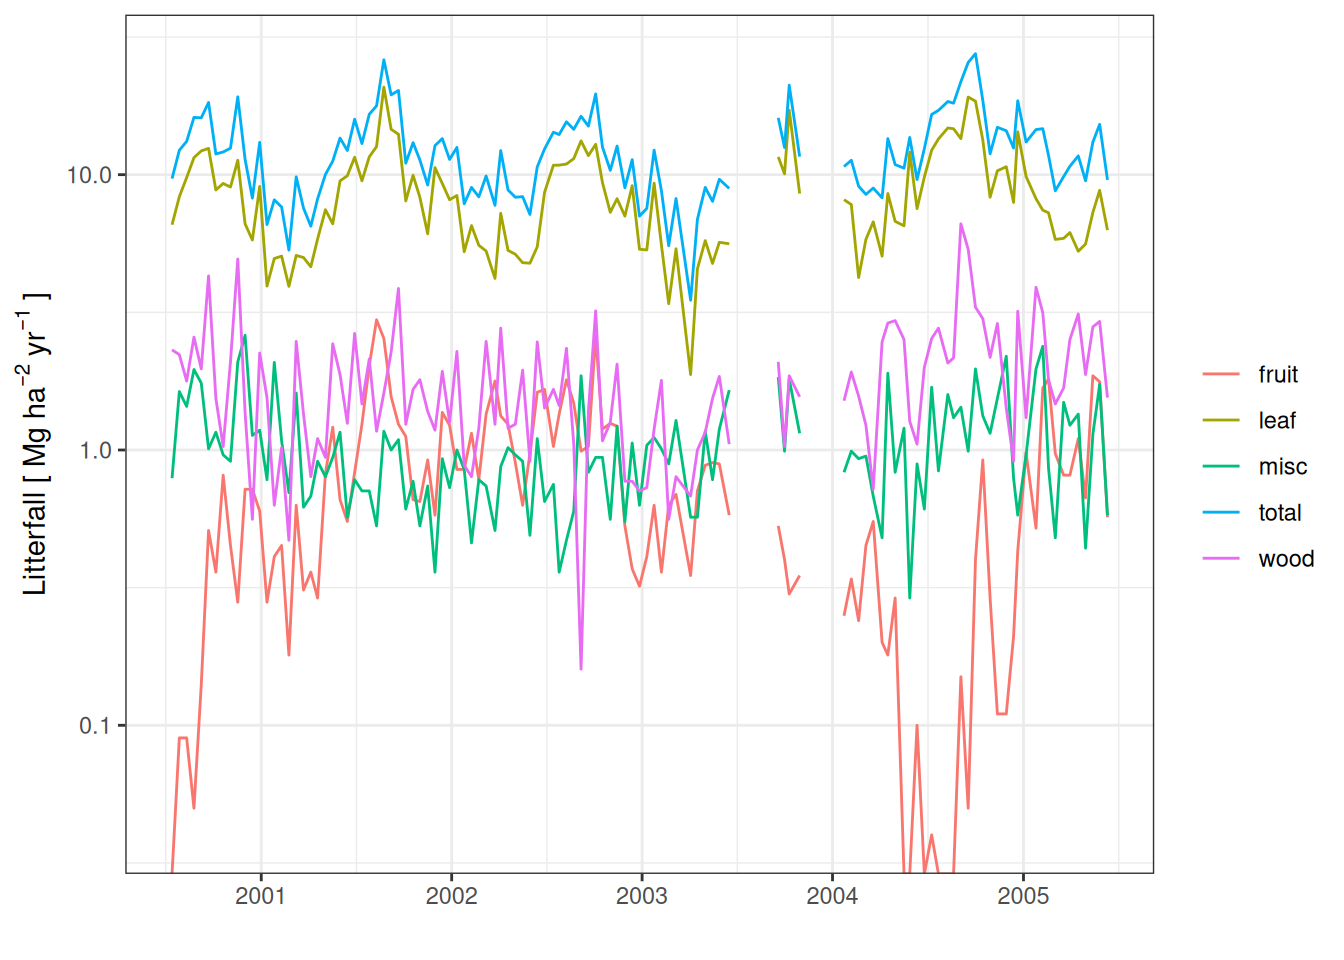 Litterfall [ Mg ha−2 yr−1 ]
10.0
1.0
0.1
2001 2002 2003 2004 2005
fruit
leaf
misc
total
wood